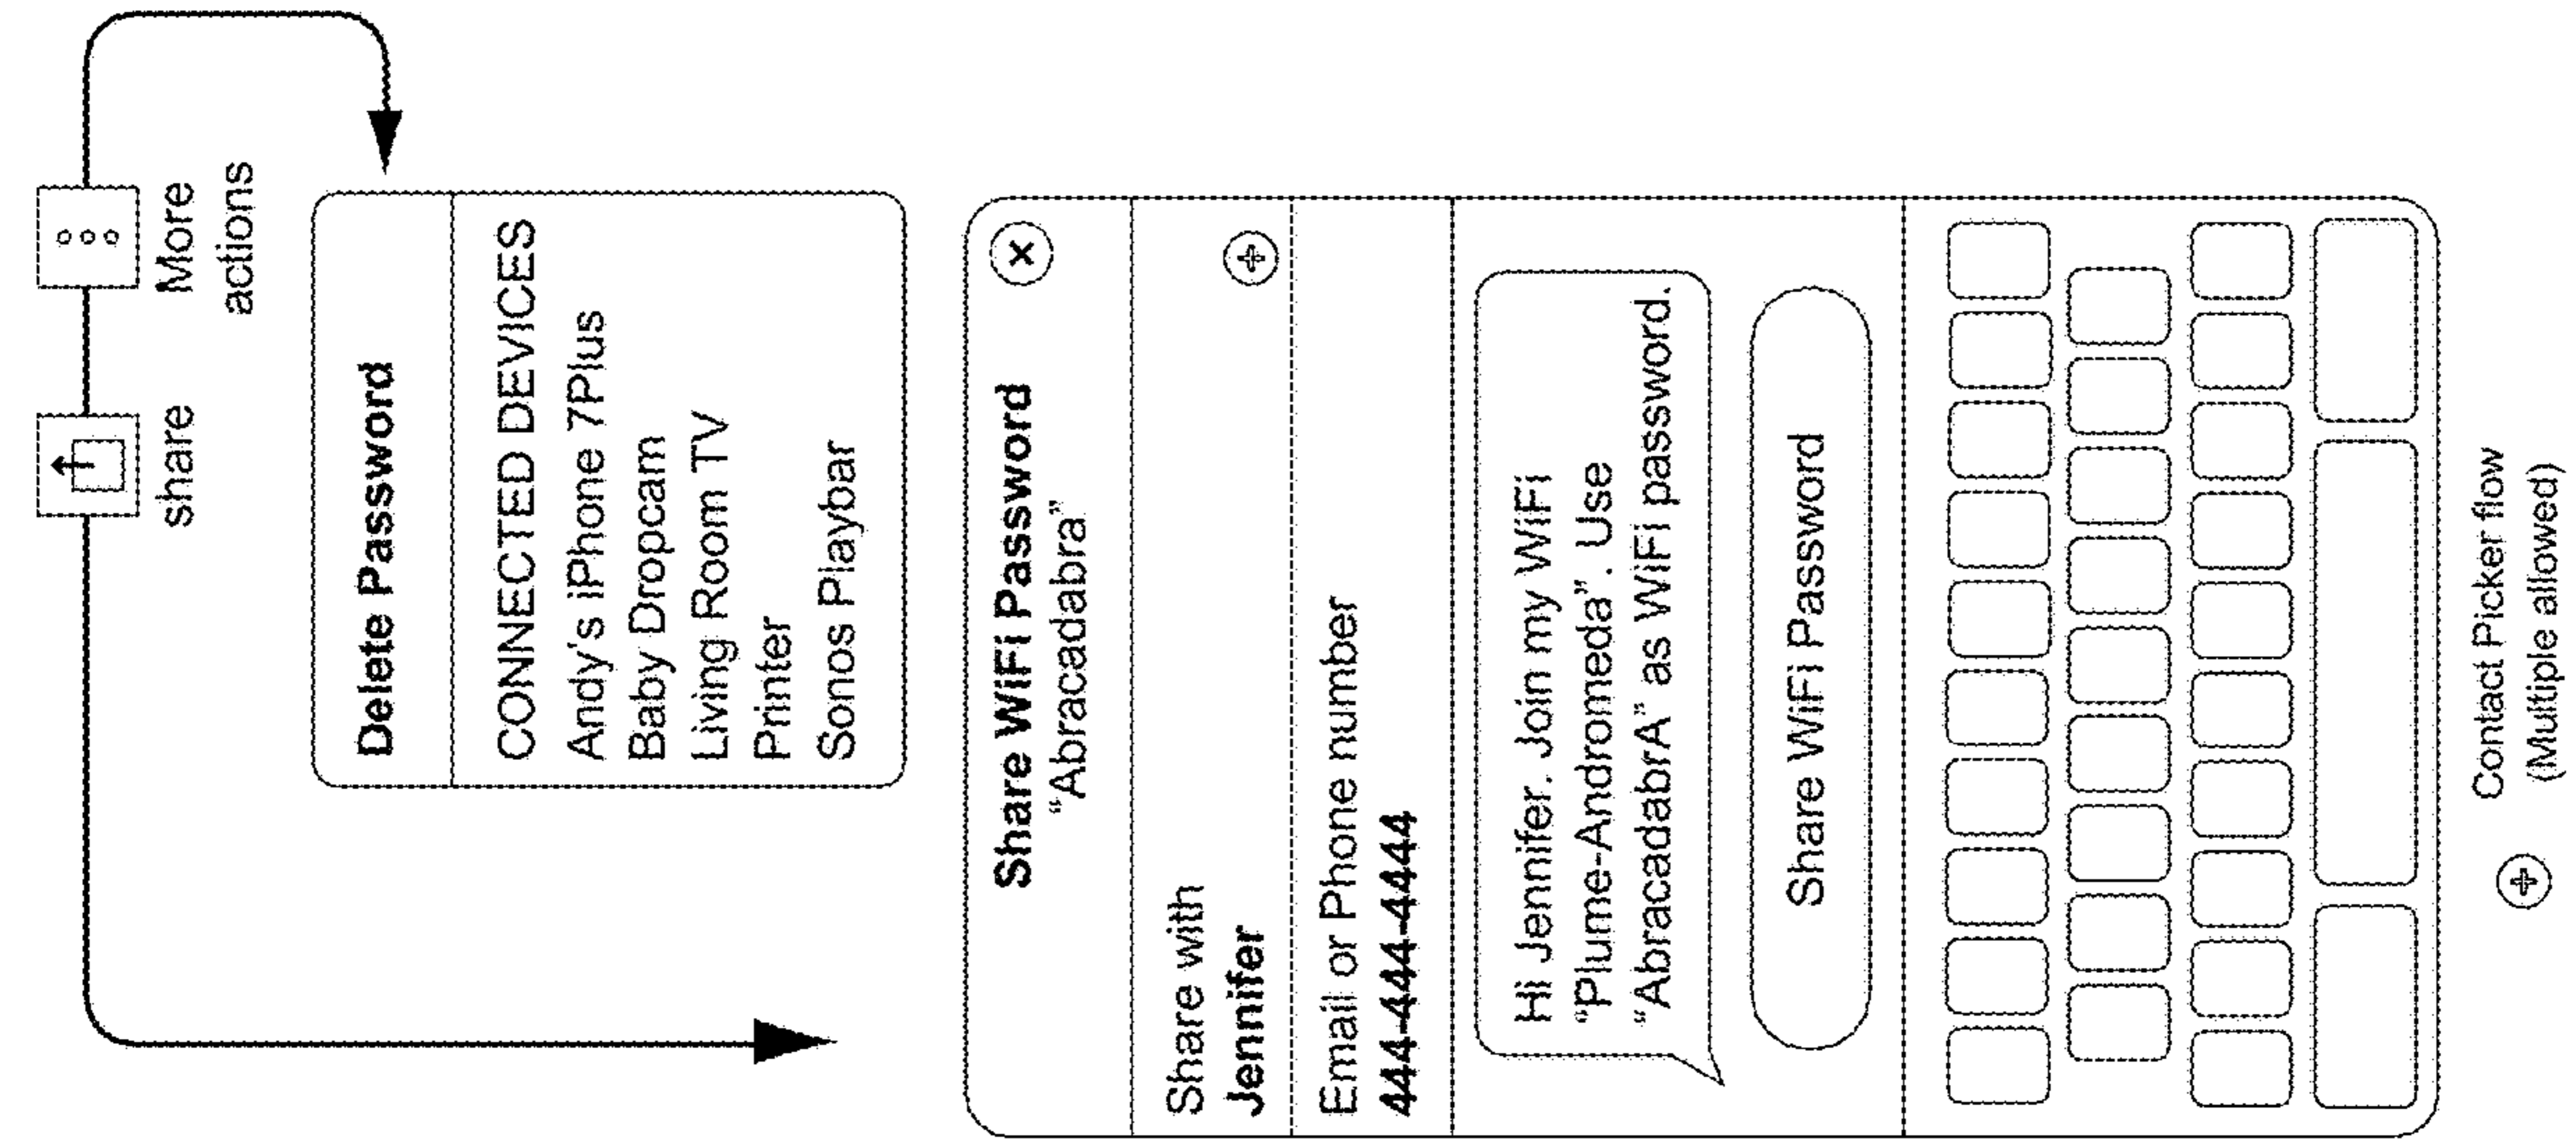 share
More
actions
Delete Password
CONNECTED DEVICES
Andy's iPhone 7Plus
Baby Dropcam
Living Room TV
Printer
Sonos Playbar
Share WiFi Password
“Abracadabra”
Share with
Jennifer
Email or Phone number
444-444-4444
Hi Jennifer. Join my WiFi
“Plume-Andromeda”. Use
“AbracadabrA” as WiFi password.
Share WiFi Password
Contact Picker flow
(Multiple allowed)